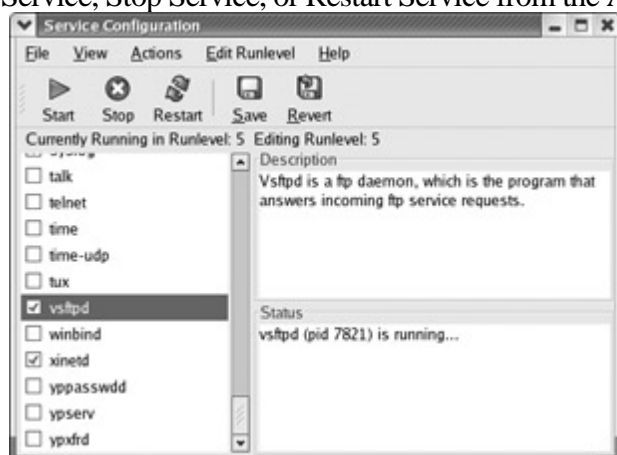 Service, Stop Service, or Restart Service from the A
Service Configuration
File View Actions Edit Runlevel Help
Start Stop Restart Save Revert
Currently Running in Runlevel: 5 Editing Runlevel: 5
talk
telnet
time
time-udp
tux
vsftpd
winbind
xinetd
yppasswdd
ypserv
ypxfrd
Description
Vsftpd is a ftp daemon, which is the program that
answers incoming ftp service requests.
Status
vsftpd (pid 7821) is running...